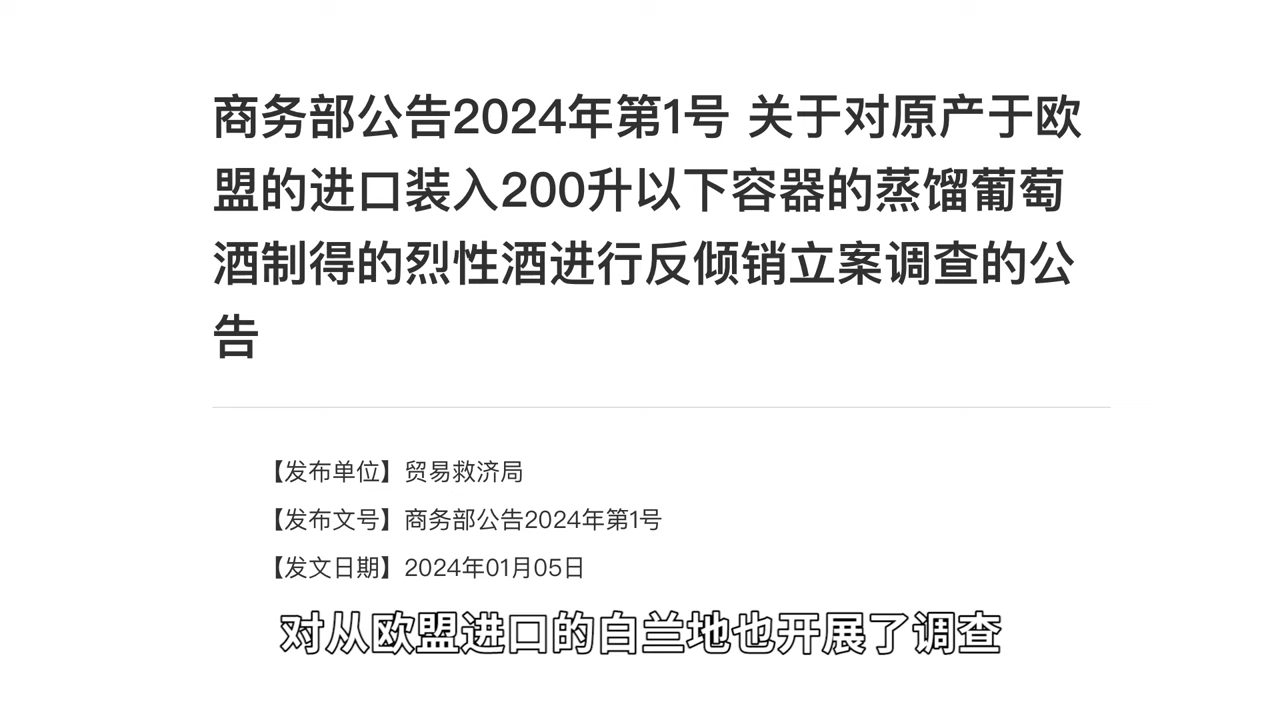 商务部公告2024年第1号 关于对原产于欧
盟的进口装入200升以下容器的蒸馏葡萄
酒制得的烈性酒进行反倾销立案调查的公
告
【发布单位】贸易救济局
【发布文号】商务部公告2024年第1号
【发文日期】2024年01月05日
对从欧盟进口的白兰地也开展了调查